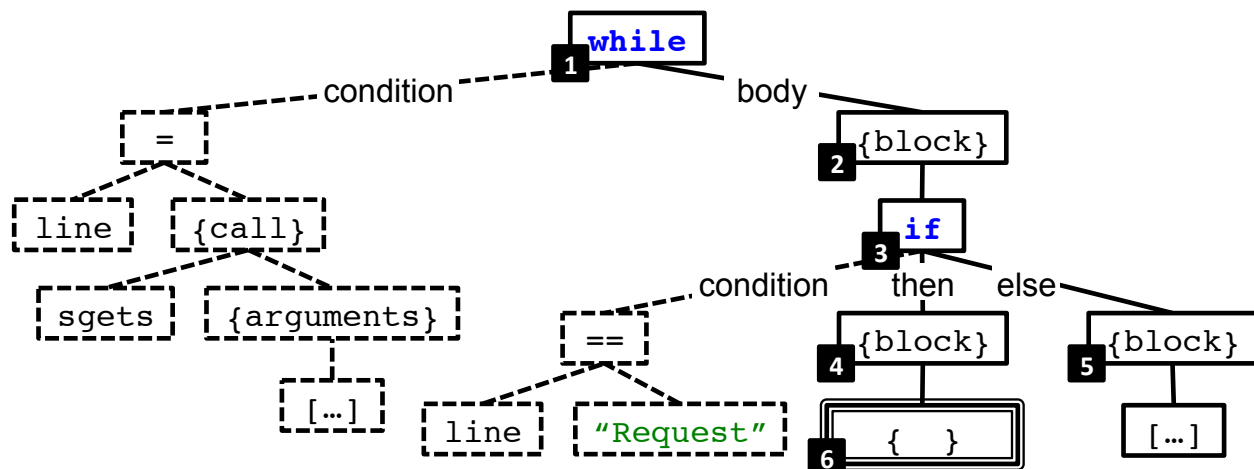 while
1
condition
body
=
{block}
2
line
{call}
if
3
condition
then
else
sgets
{arguments}
==
{block}
4
{block}
5
[…]
line
“Request”
{ }
6
[…]